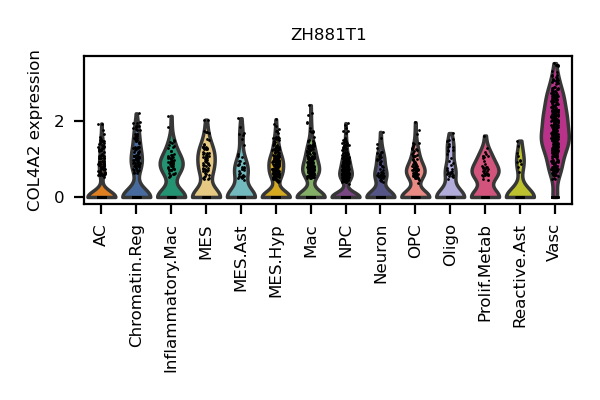 ZH881T1
COL4A2 expression
2
0
AC
Chromatin.Reg
Inflammatory.Mac
MES
MES.Ast
MES.Hyp
Mac
NPC
Neuron
OPC
Oligo
Prolif.Metab
Reactive.Ast
Vasc